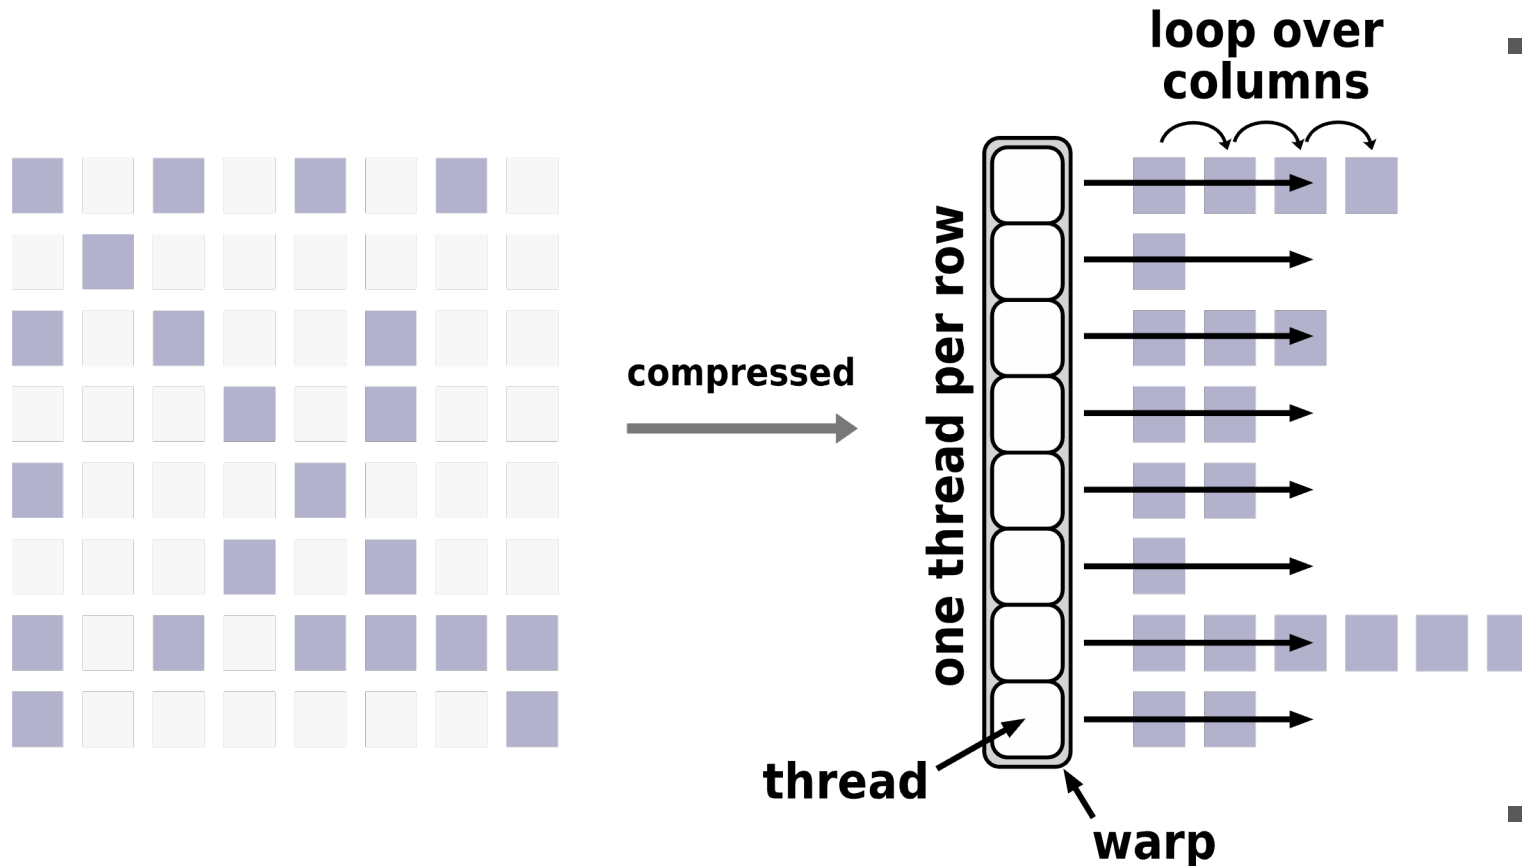 loop over
columns
compressed
one thread per row
thread
warp